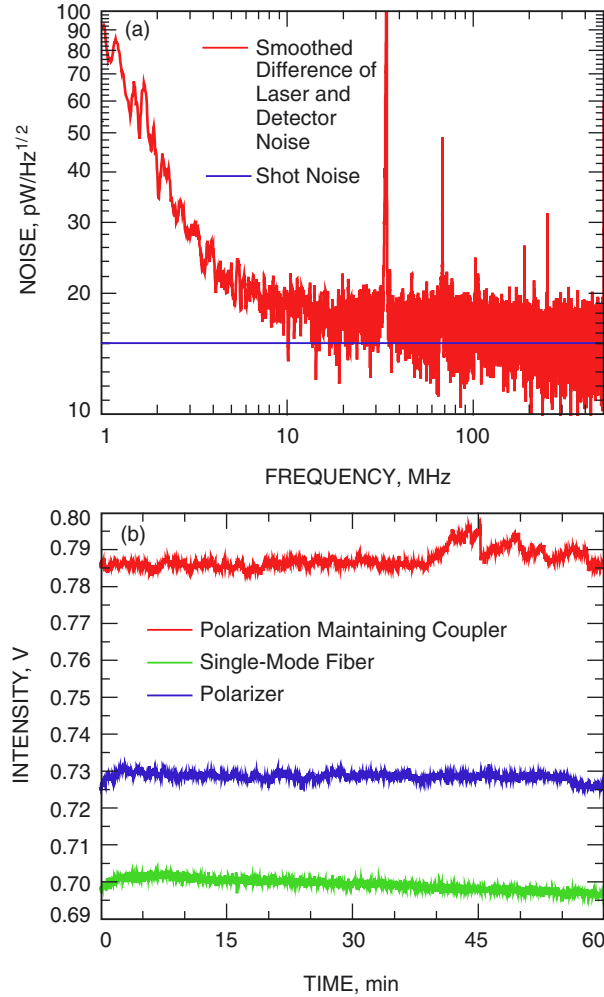 (a)
Smoothed
Difference of
Laser and
Detector
Noise
Shot Noise
NOISE, pW/Hz1/2
100
90
80
70
60
50
40
30
20
10
1
10
100
FREQUENCY, MHz
(b)
Polarization Maintaining Coupler
Single-Mode Fiber
Polarizer
INTENSITY, V
0.80
0.79
0.78
0.77
0.76
0.75
0.74
0.73
0.72
0.71
0.70
0.69
0
15
30
45
60
TIME, min